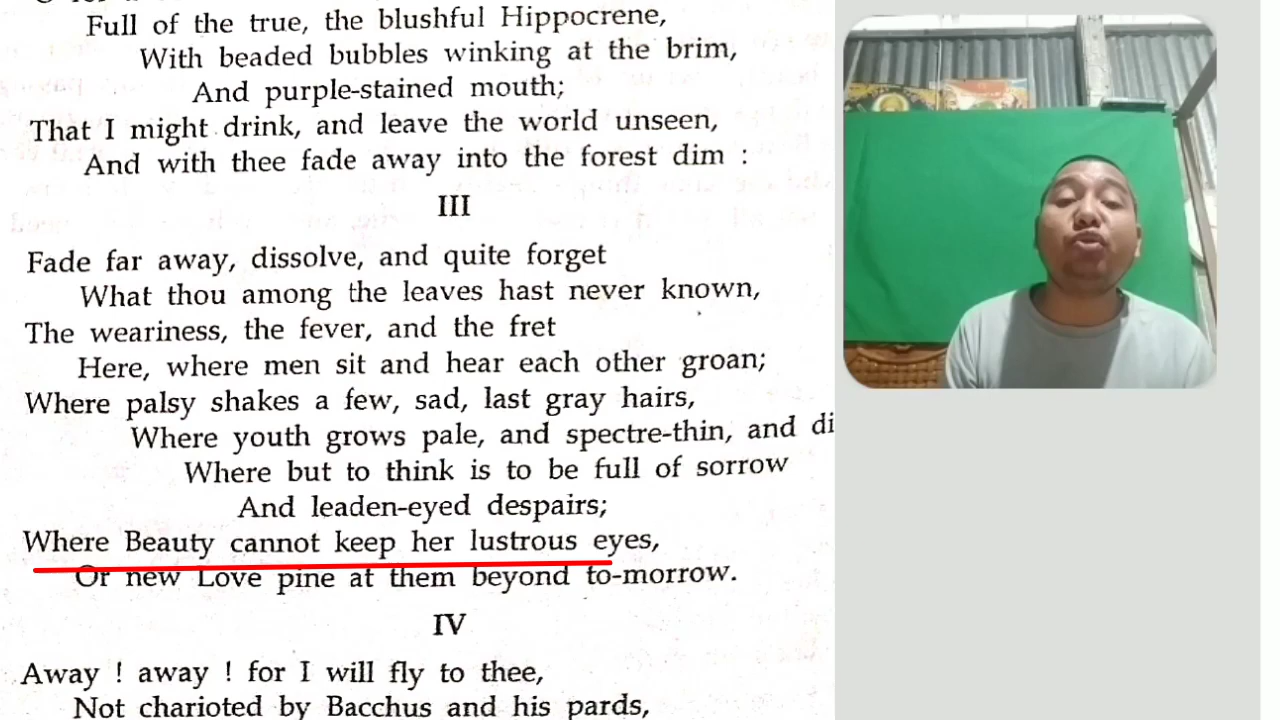 Full of the true, the blushful Hippocrene,
With beaded bubbles winking at the brim,
And purple-stained mouth;
That I might drink, and leave the world unseen,
And with thee fade away into the forest dim :
III
Fade far away, dissolve, and quite forget
What thou among the leaves hast never known,
The weariness, the fever, and the fret
Here, where men sit and hear each other groan;
Where palsy shakes a few, sad, last gray hairs,
Where youth grows pale, and spectre-thin, and di
Where but to think is to be full of sorrow
And leaden-eyed despairs;
Where Beauty cannot keep her lustrous eyes,
Or new Love pine at them beyond to-morrow.
IV
Away ! away ! for I will fly to thee,
Not charioted by Bacchus and his pards,